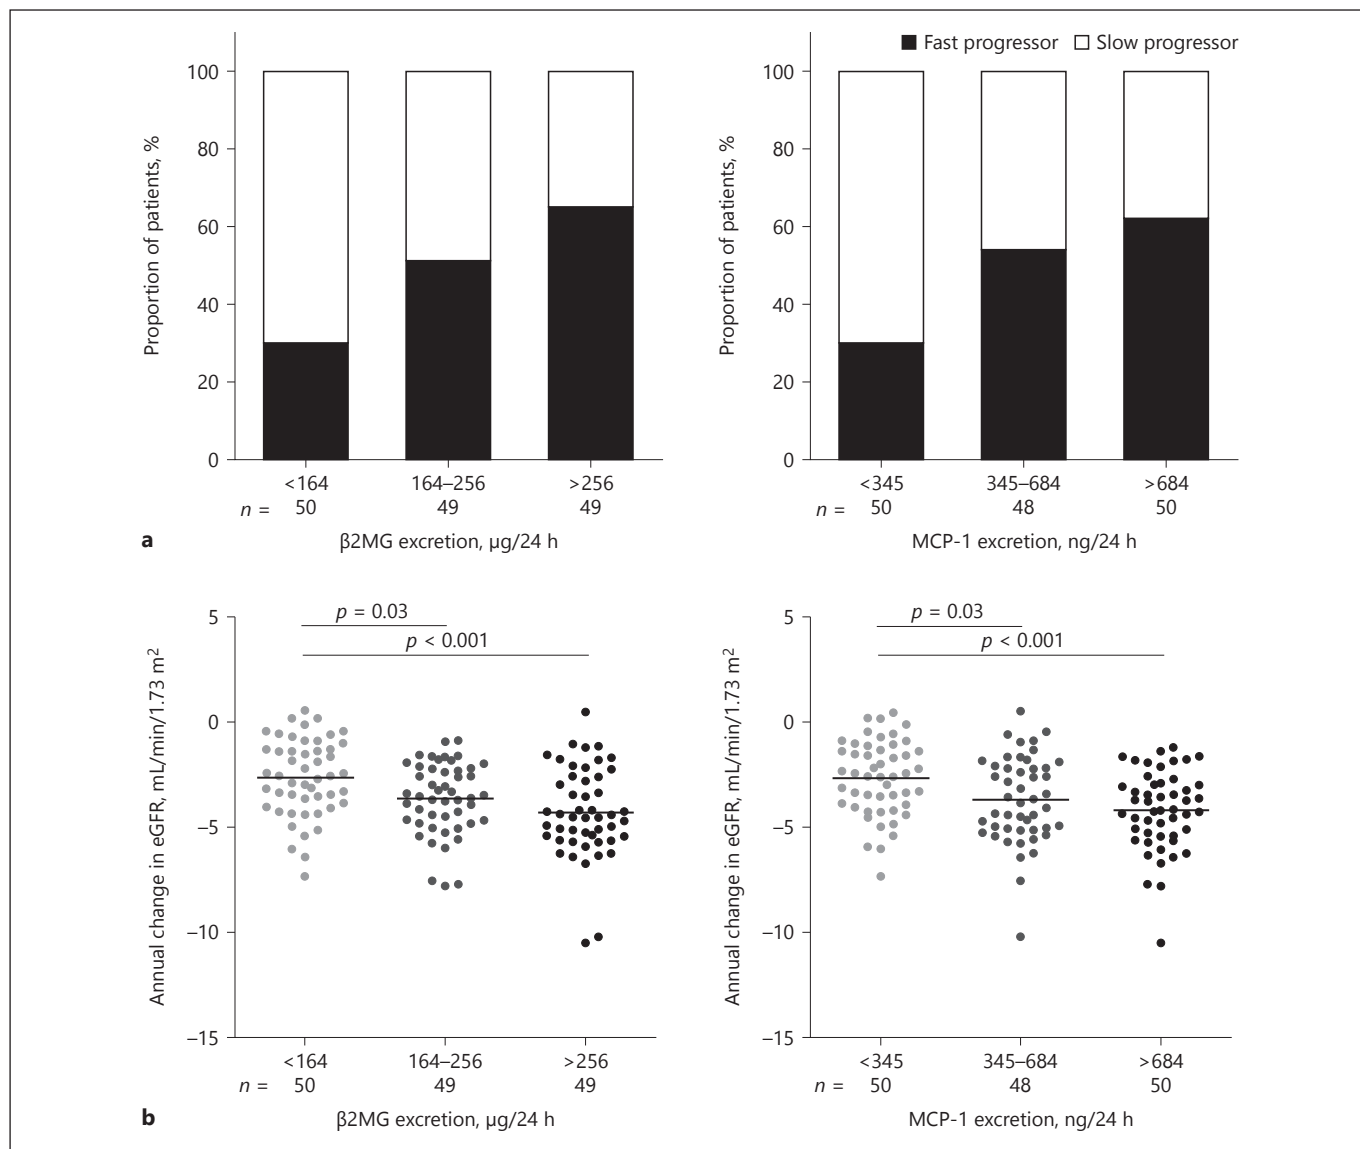 Fast progressor Slow progressor
Proportion of patients, %
100
80
60
40
20
0
<164 164–256 >256
n = 50 49 49
β2MG excretion, µg/24 h
Proportion of patients, %
100
80
60
40
20
0
<345 345–684 >684
n = 50 48 50
MCP-1 excretion, ng/24 h
a
Annual change in eGFR, mL/min/1.73 m²
5
0
–5
–10
–15
p = 0.03
p < 0.001
<164 164–256 >256
n = 50 49 49
β2MG excretion, µg/24 h
Annual change in eGFR, mL/min/1.73 m²
5
0
–5
–10
–15
p = 0.03
p < 0.001
<345 345–684 >684
n = 50 48 50
MCP-1 excretion, ng/24 h
b